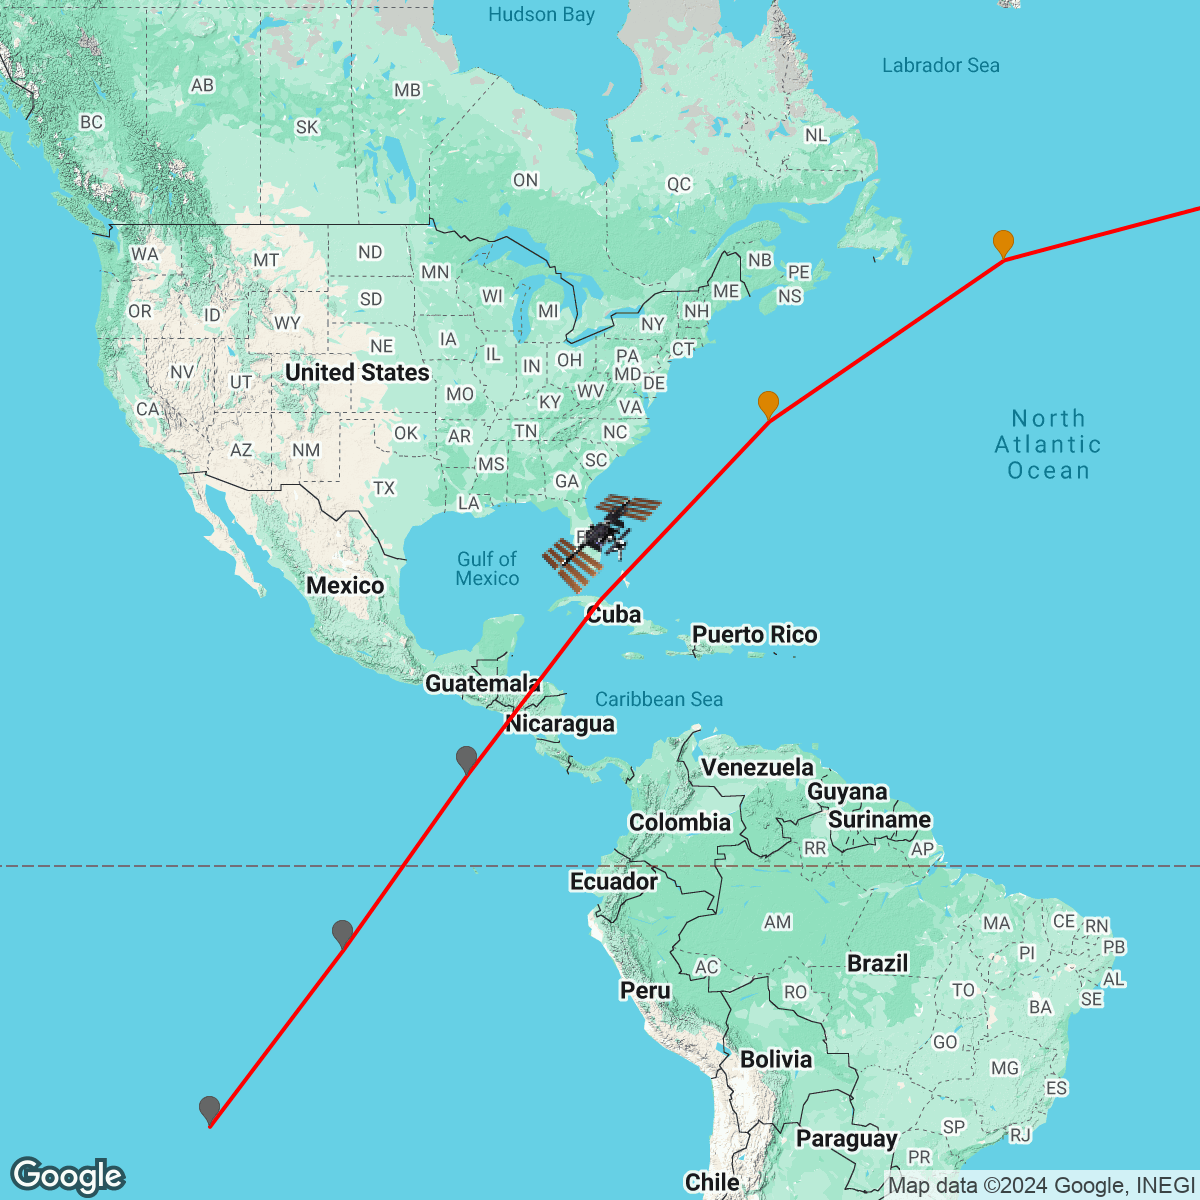 Hudson Bay
Labrador Sea
AB
MB
BC
SK
NL
ON
QC
WA
MT
ND
MN
NB
PE
OR
ID
SD
WI
MI
ME
NS
WY
NY
NH
NE
IA
IL
IN
OH
PA
CT
NV
UT
United States
MD
DE
CA
MO
KY
WV
VA
AZ
NM
OK
AR
TN
NC
North
Atlantic
Ocean
MS
SC
TX
LA
GA
Gulf of
Mexico
Mexico
Cuba
Puerto Rico
Guatemala
Caribbean Sea
Nicaragua
Venezuela
Guyana
Suriname
Colombia
RR
AP
Ecuador
AM
MA
CE
RN
PI
PB
AC
Brazil
AL
Peru
RO
TO
BA
SE
GO
Bolivia
MG
ES
Paraguay
SP
RJ
PR
Chile
Google
Map data ©2024 Google, INEGI